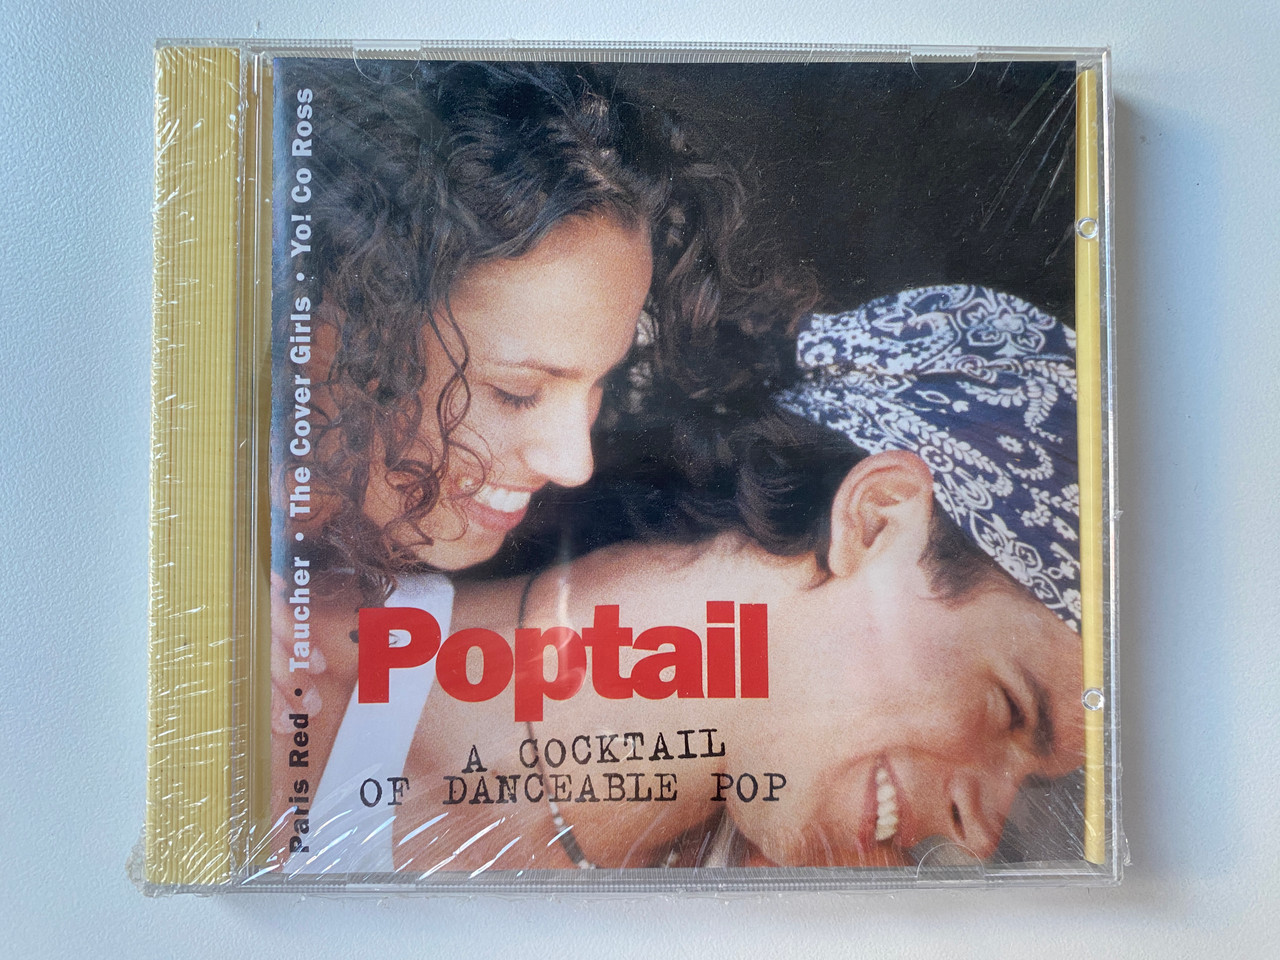 Paris Red • Taucher • The Cover Girls • Yo! Co Ross
Poptail
A COCKTAIL
OF DANCEABLE POP